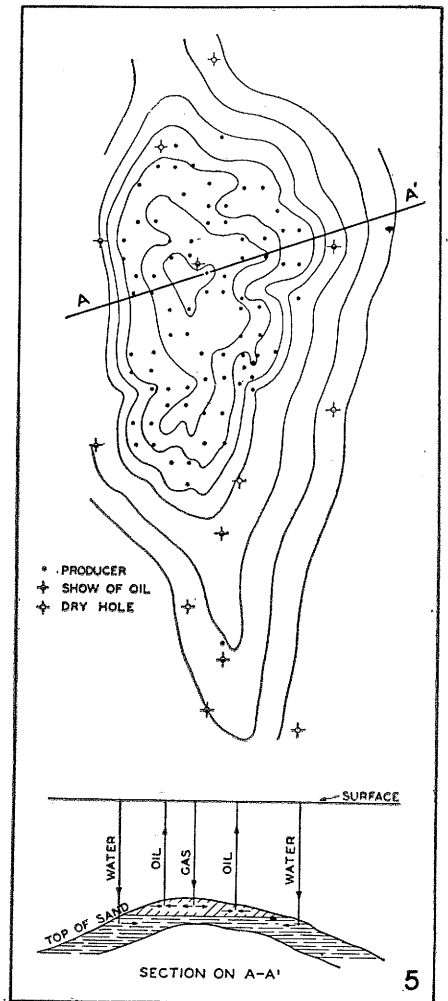 A'
A
• PRODUCER
SHOW OF OIL
DRY HOLE
SURFACE
WATER
OIL
GAS
OIL
WATER
TOP OF SAND
SECTION ON A-A'
5